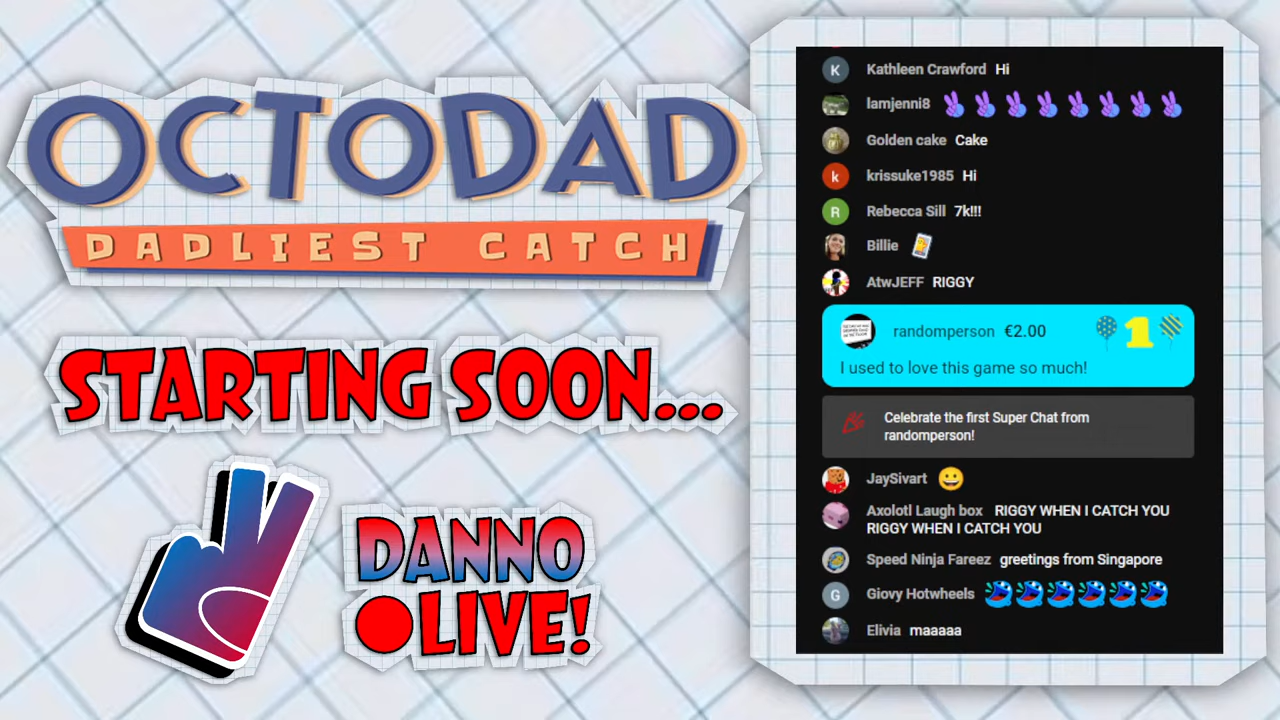 OCTODAD
DADLIEST CATCH
STARTING SOON...
DANNO
LIVE!
K Kathleen Crawford Hi
lamjenni8
Golden cake Cake
k krissuke1985 Hi
R Rebecca Sill 7k!!!
Billie
AtwJEFF RIGGY
randomperson €2.00 1
I used to love this game so much!
Celebrate the first Super Chat from
randomperson!
JaySivart
Axolotl Laugh box RIGGY WHEN I CATCH YOU
RIGGY WHEN I CATCH YOU
Speed Ninja Fareez greetings from Singapore
G Giovy Hotwheels
Elivia maaaaa